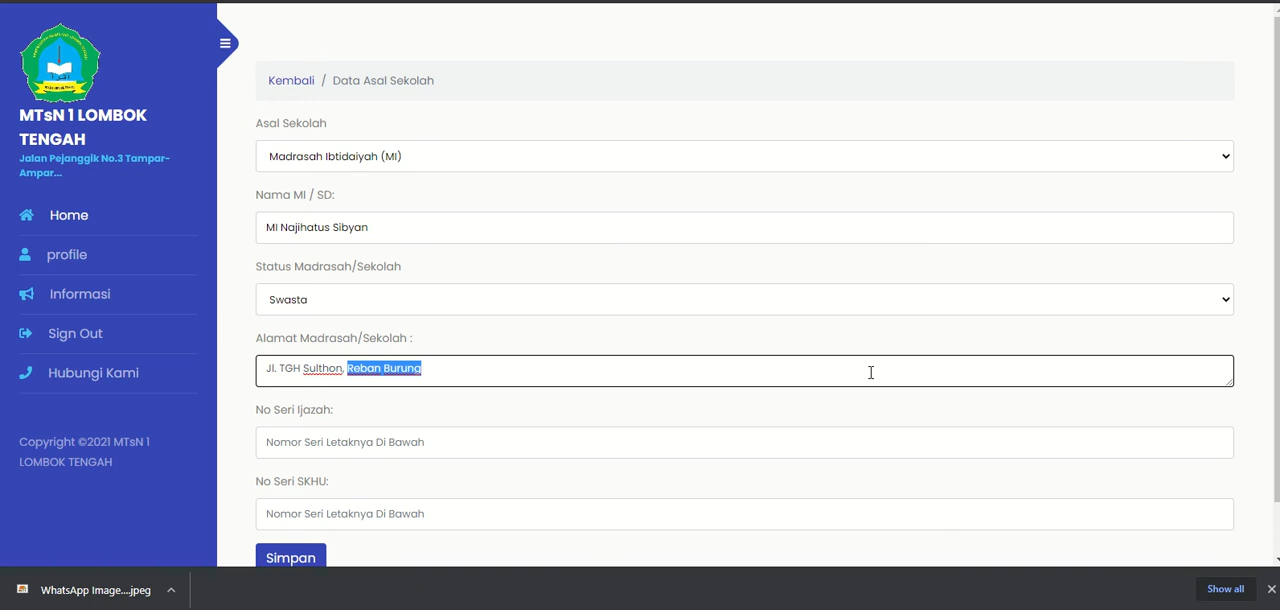 MTsN 1 LOMBOK
TENGAH
Jalan Pejanggik No.3 Tampar-
Ampar...
Home
profile
Informasi
Sign Out
Hubungi Kami
Copyright ©2021 MTsN 1
LOMBOK TENGAH
Kembali / Data Asal Sekolah
Asal Sekolah
Madrasah Ibtidaiyah (MI)
Nama MI / SD:
MI Najihatus Sibyan
Status Madrasah/Sekolah
Swasta
Alamat Madrasah/Sekolah :
Jl. TGH Sulthon, Reban Burung
No Seri Ijazah:
Nomor Seri Letaknya Di Bawah
No Seri SKHU:
Nomor Seri Letaknya Di Bawah
Simpan
WhatsApp Image....jpeg
Show all